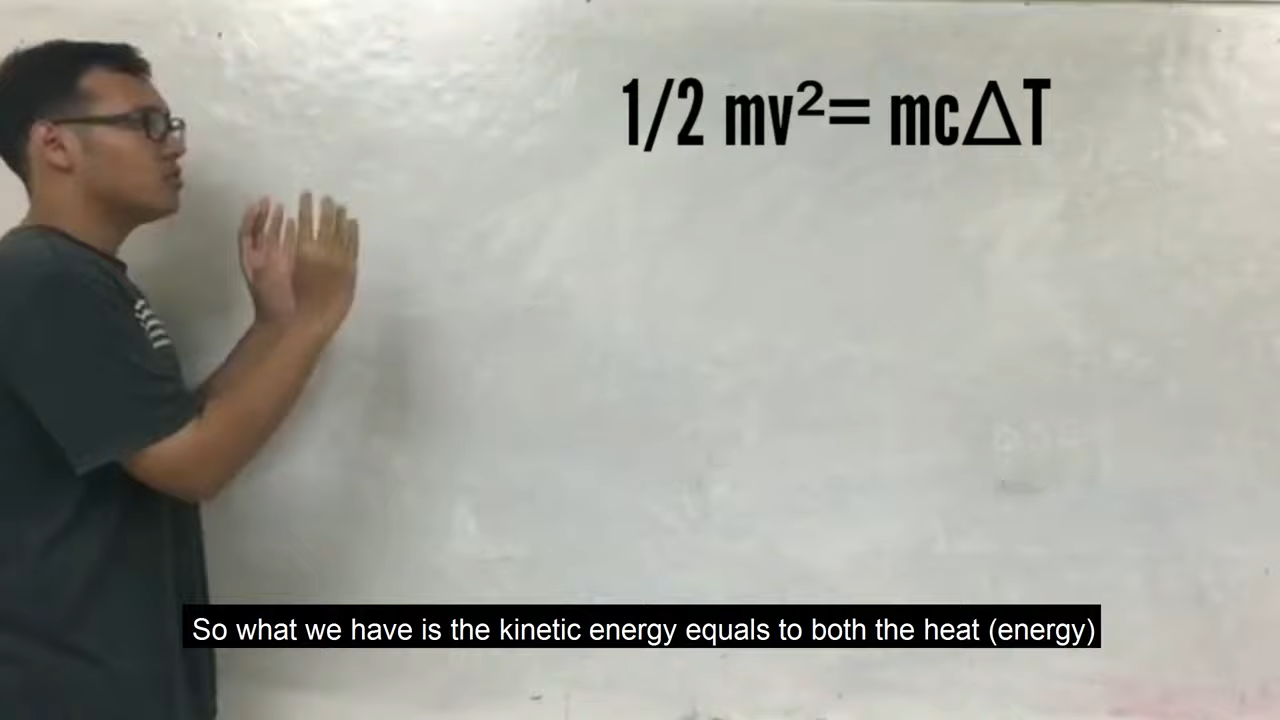 1/2 mv²= mc△T
So what we have is the kinetic energy equals to both the heat (energy)